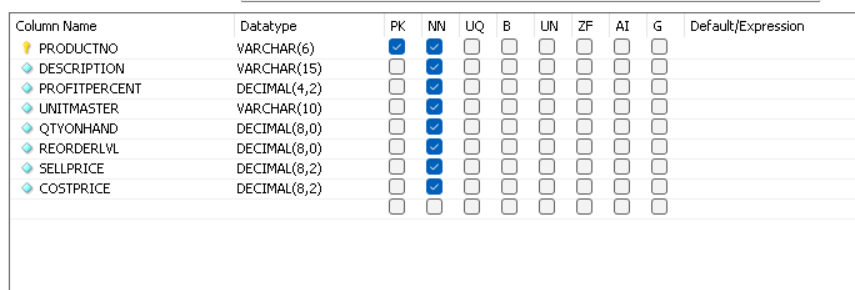 Column Name Datatype PK NN UQ B UN ZF AI G Default/Expression
PRODUCTNO VARCHAR(6)
DESCRIPTION VARCHAR(15)
PROFITPERCENT DECIMAL(4,2)
UNITMASTER VARCHAR(10)
QTYONHAND DECIMAL(8,0)
REORDERLVL DECIMAL(8,0)
SELLPRICE DECIMAL(8,2)
COSTPRICE DECIMAL(8,2)